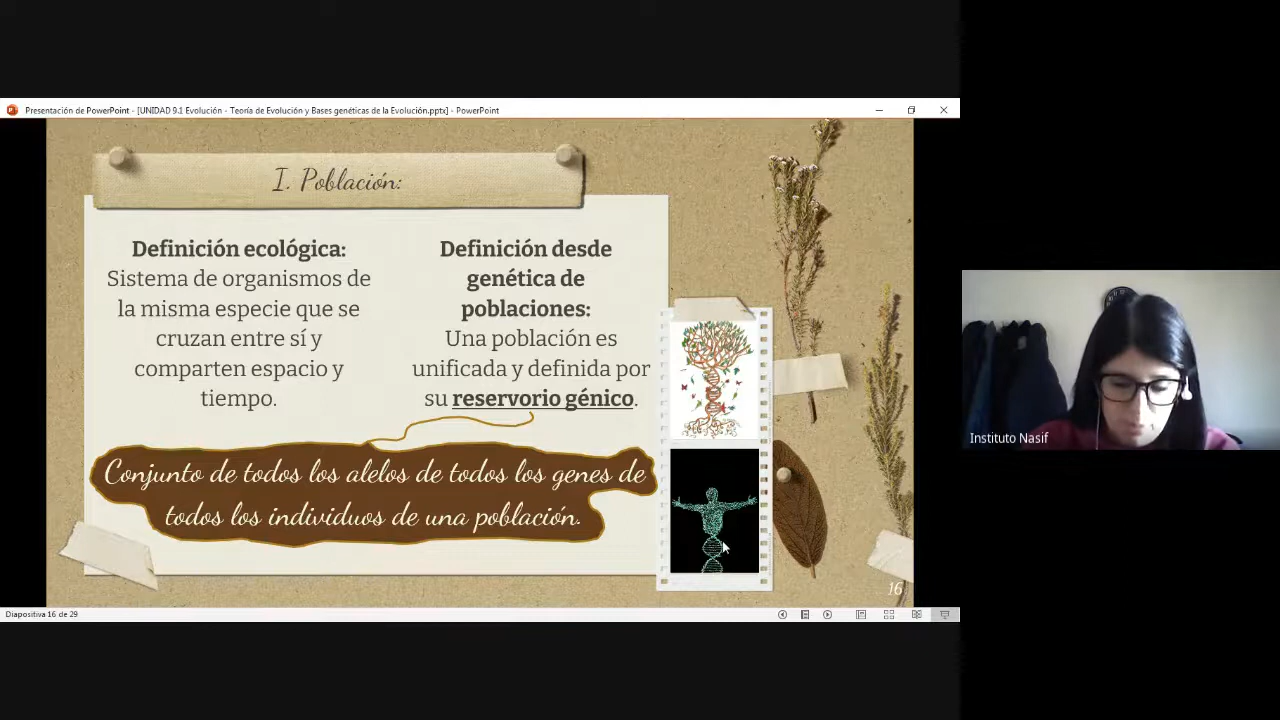 Presentación de PowerPoint - [UNIDAD 9.1 Evolución - Teoría de Evolución y Bases genéticas de la Evolución.pptx] - PowerPoint
I. Población:
Definición ecológica:
Sistema de organismos de
la misma especie que se
cruzan entre sí y
comparten espacio y
tiempo.
Definición desde
genética de
poblaciones:
Una población es
unificada y definida por
su reservorio génico.
Conjunto de todos los alelos de todos los genes de
todos los individuos de una población.
16
Diapositiva 16 de 29
Instituto Nasif